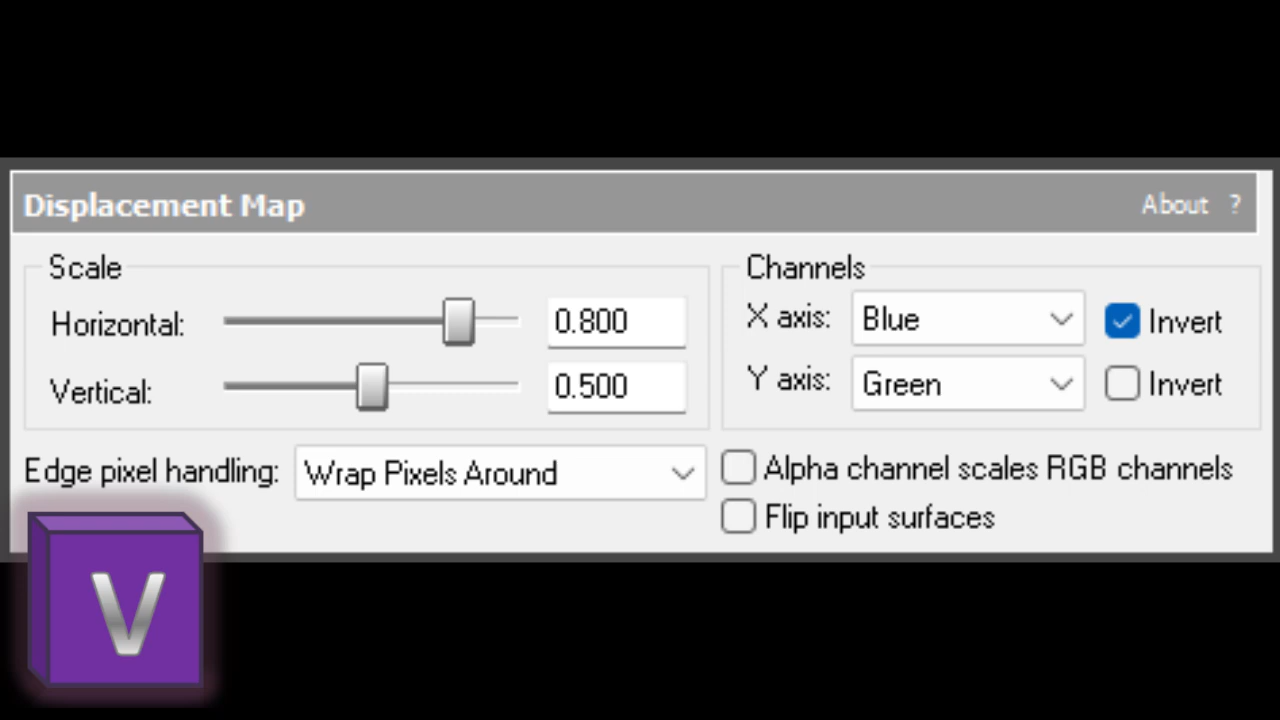 Displacement Map About ?
Scale
Horizontal: 0.800
Vertical: 0.500
Channels
X axis: Blue Invert
Y axis: Green Invert
Edge pixel handling: Wrap Pixels Around
Alpha channel scales RGB channels
Flip input surfaces
V